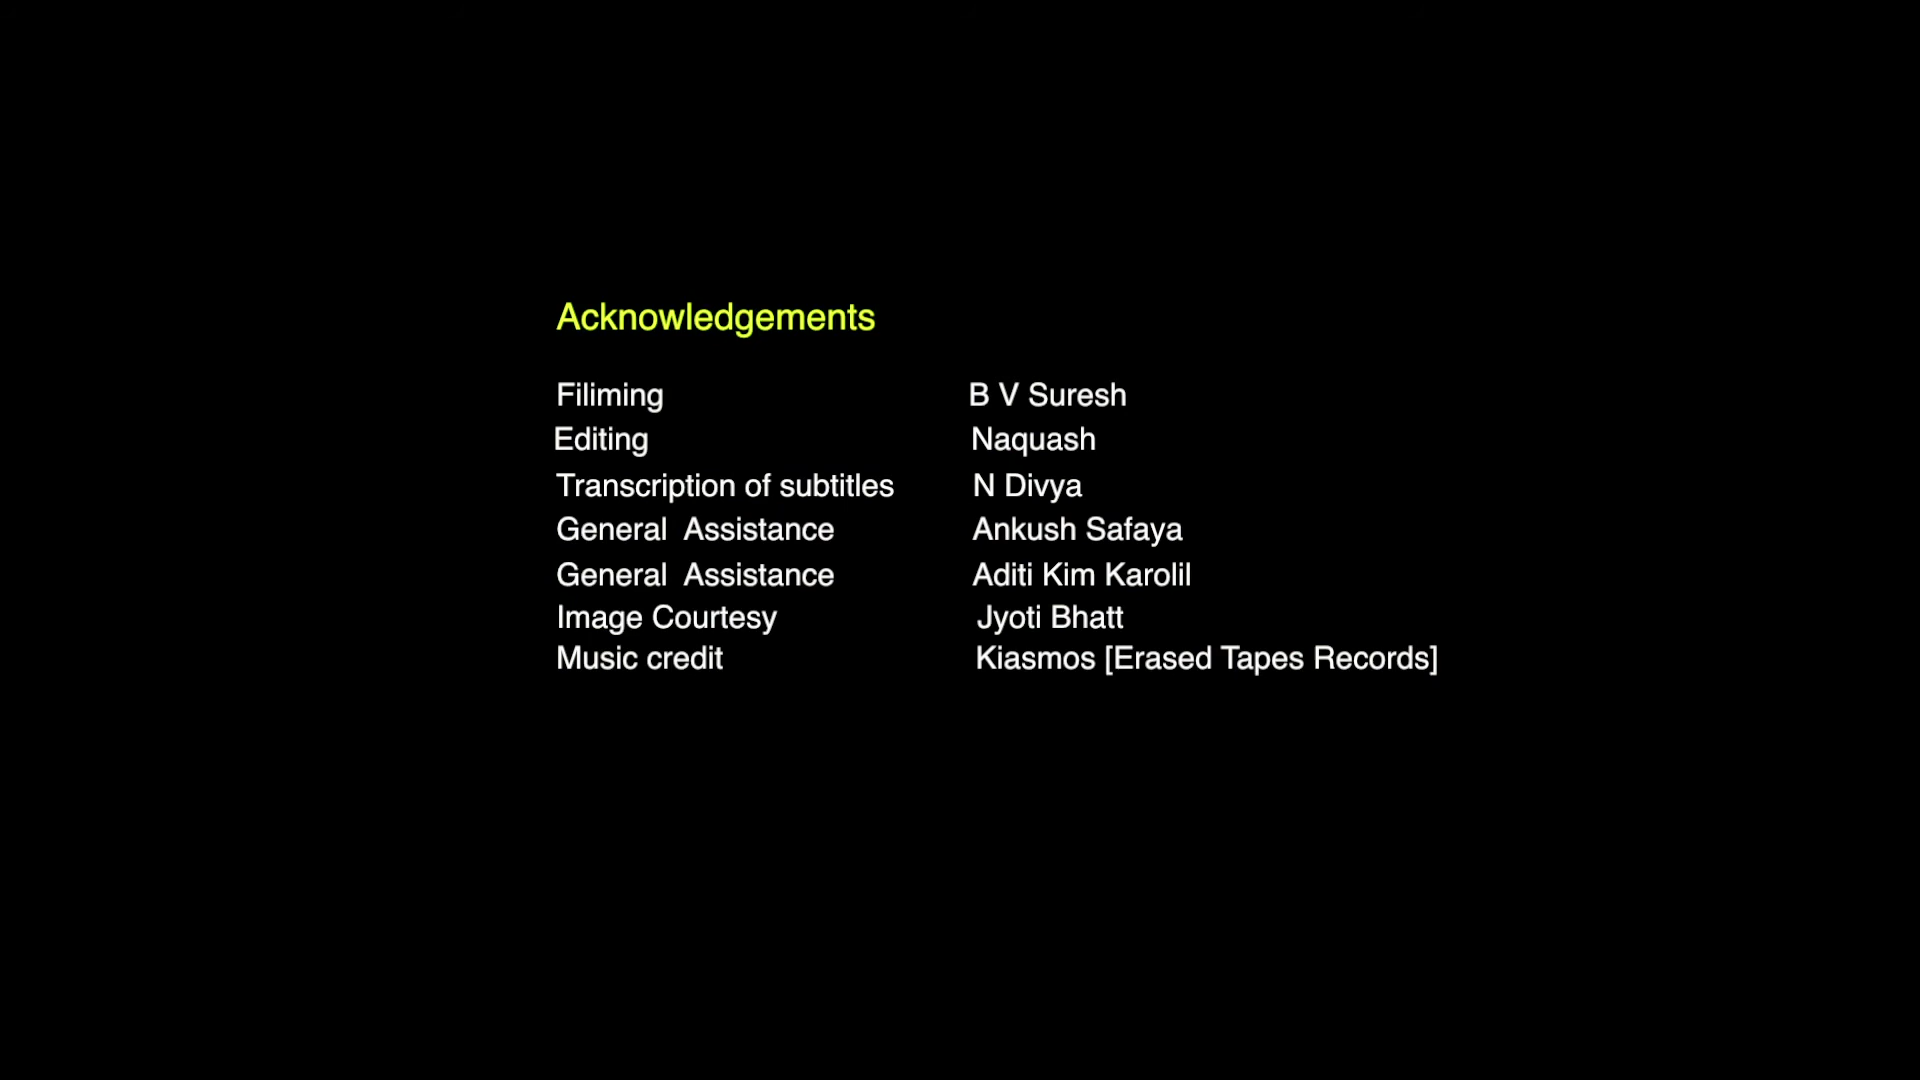 Acknowledgements
Filiming B V Suresh
Editing Naquash
Transcription of subtitles N Divya
General  Assistance Ankush Safaya
General  Assistance Aditi Kim Karolil
Image Courtesy Jyoti Bhatt
Music credit Kiasmos [Erased Tapes Records]